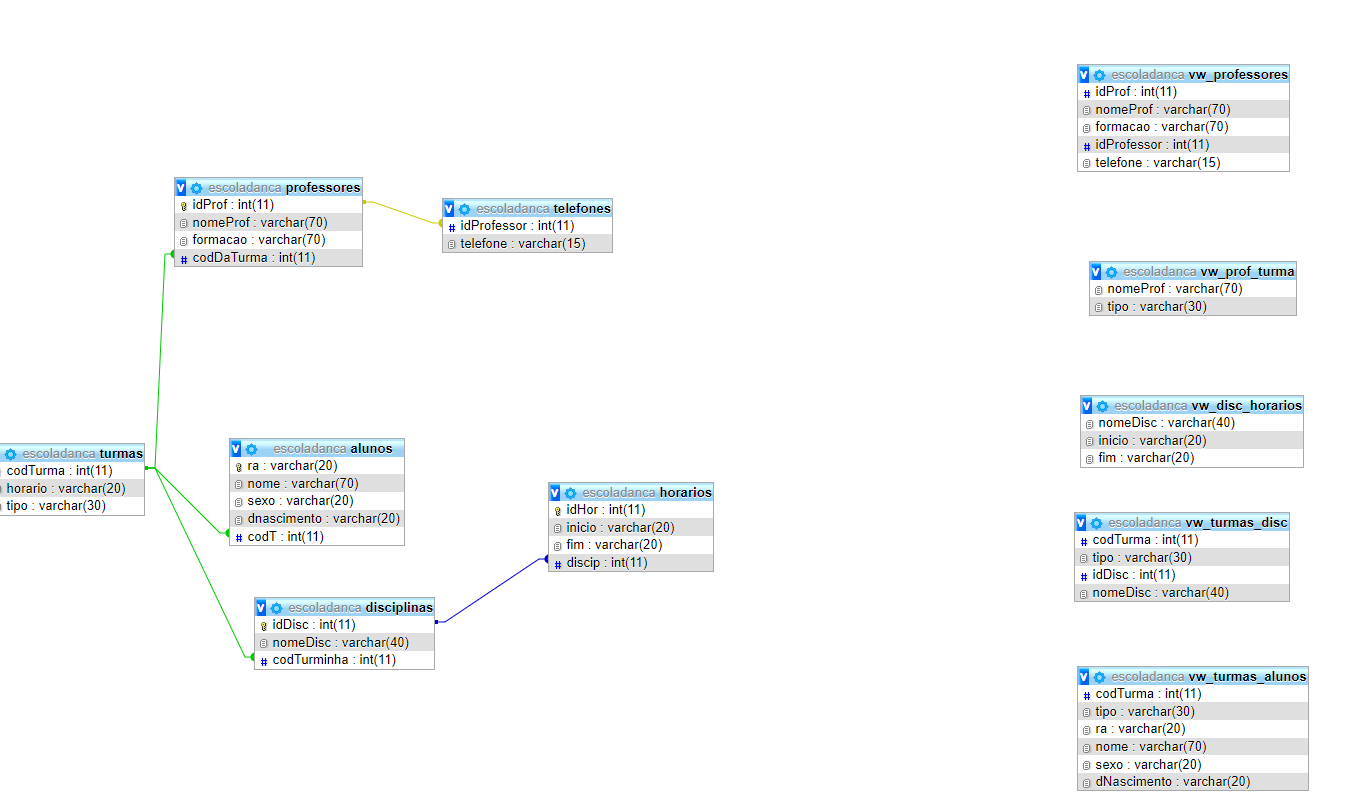 escoladanca professores
idProf : int(11)
nomeProf : varchar(70)
formacao : varchar(70)
codDaTurma : int(11)
escoladanca telefones
idProfessor : int(11)
telefone : varchar(15)
escoladanca turmas
codTurma : int(11)
horario : varchar(20)
tipo : varchar(30)
escoladanca alunos
ra : varchar(20)
nome : varchar(70)
sexo : varchar(20)
dnascimento : varchar(20)
codT : int(11)
escoladanca horarios
idHor : int(11)
inicio : varchar(20)
fim : varchar(20)
discip : int(11)
escoladanca disciplinas
idDisc : int(11)
nomeDisc : varchar(40)
codTurminha : int(11)
escoladanca vw_professores
idProf : int(11)
nomeProf : varchar(70)
formacao : varchar(70)
idProfessor : int(11)
telefone : varchar(15)
escoladanca vw_prof_turma
nomeProf : varchar(70)
tipo : varchar(30)
escoladanca vw_disc_horarios
nomeDisc : varchar(40)
inicio : varchar(20)
fim : varchar(20)
escoladanca vw_turmas_disc
codTurma : int(11)
tipo : varchar(30)
idDisc : int(11)
nomeDisc : varchar(40)
escoladanca vw_turmas_alunos
codTurma : int(11)
tipo : varchar(30)
ra : varchar(20)
nome : varchar(70)
sexo : varchar(20)
dNascimento : varchar(20)